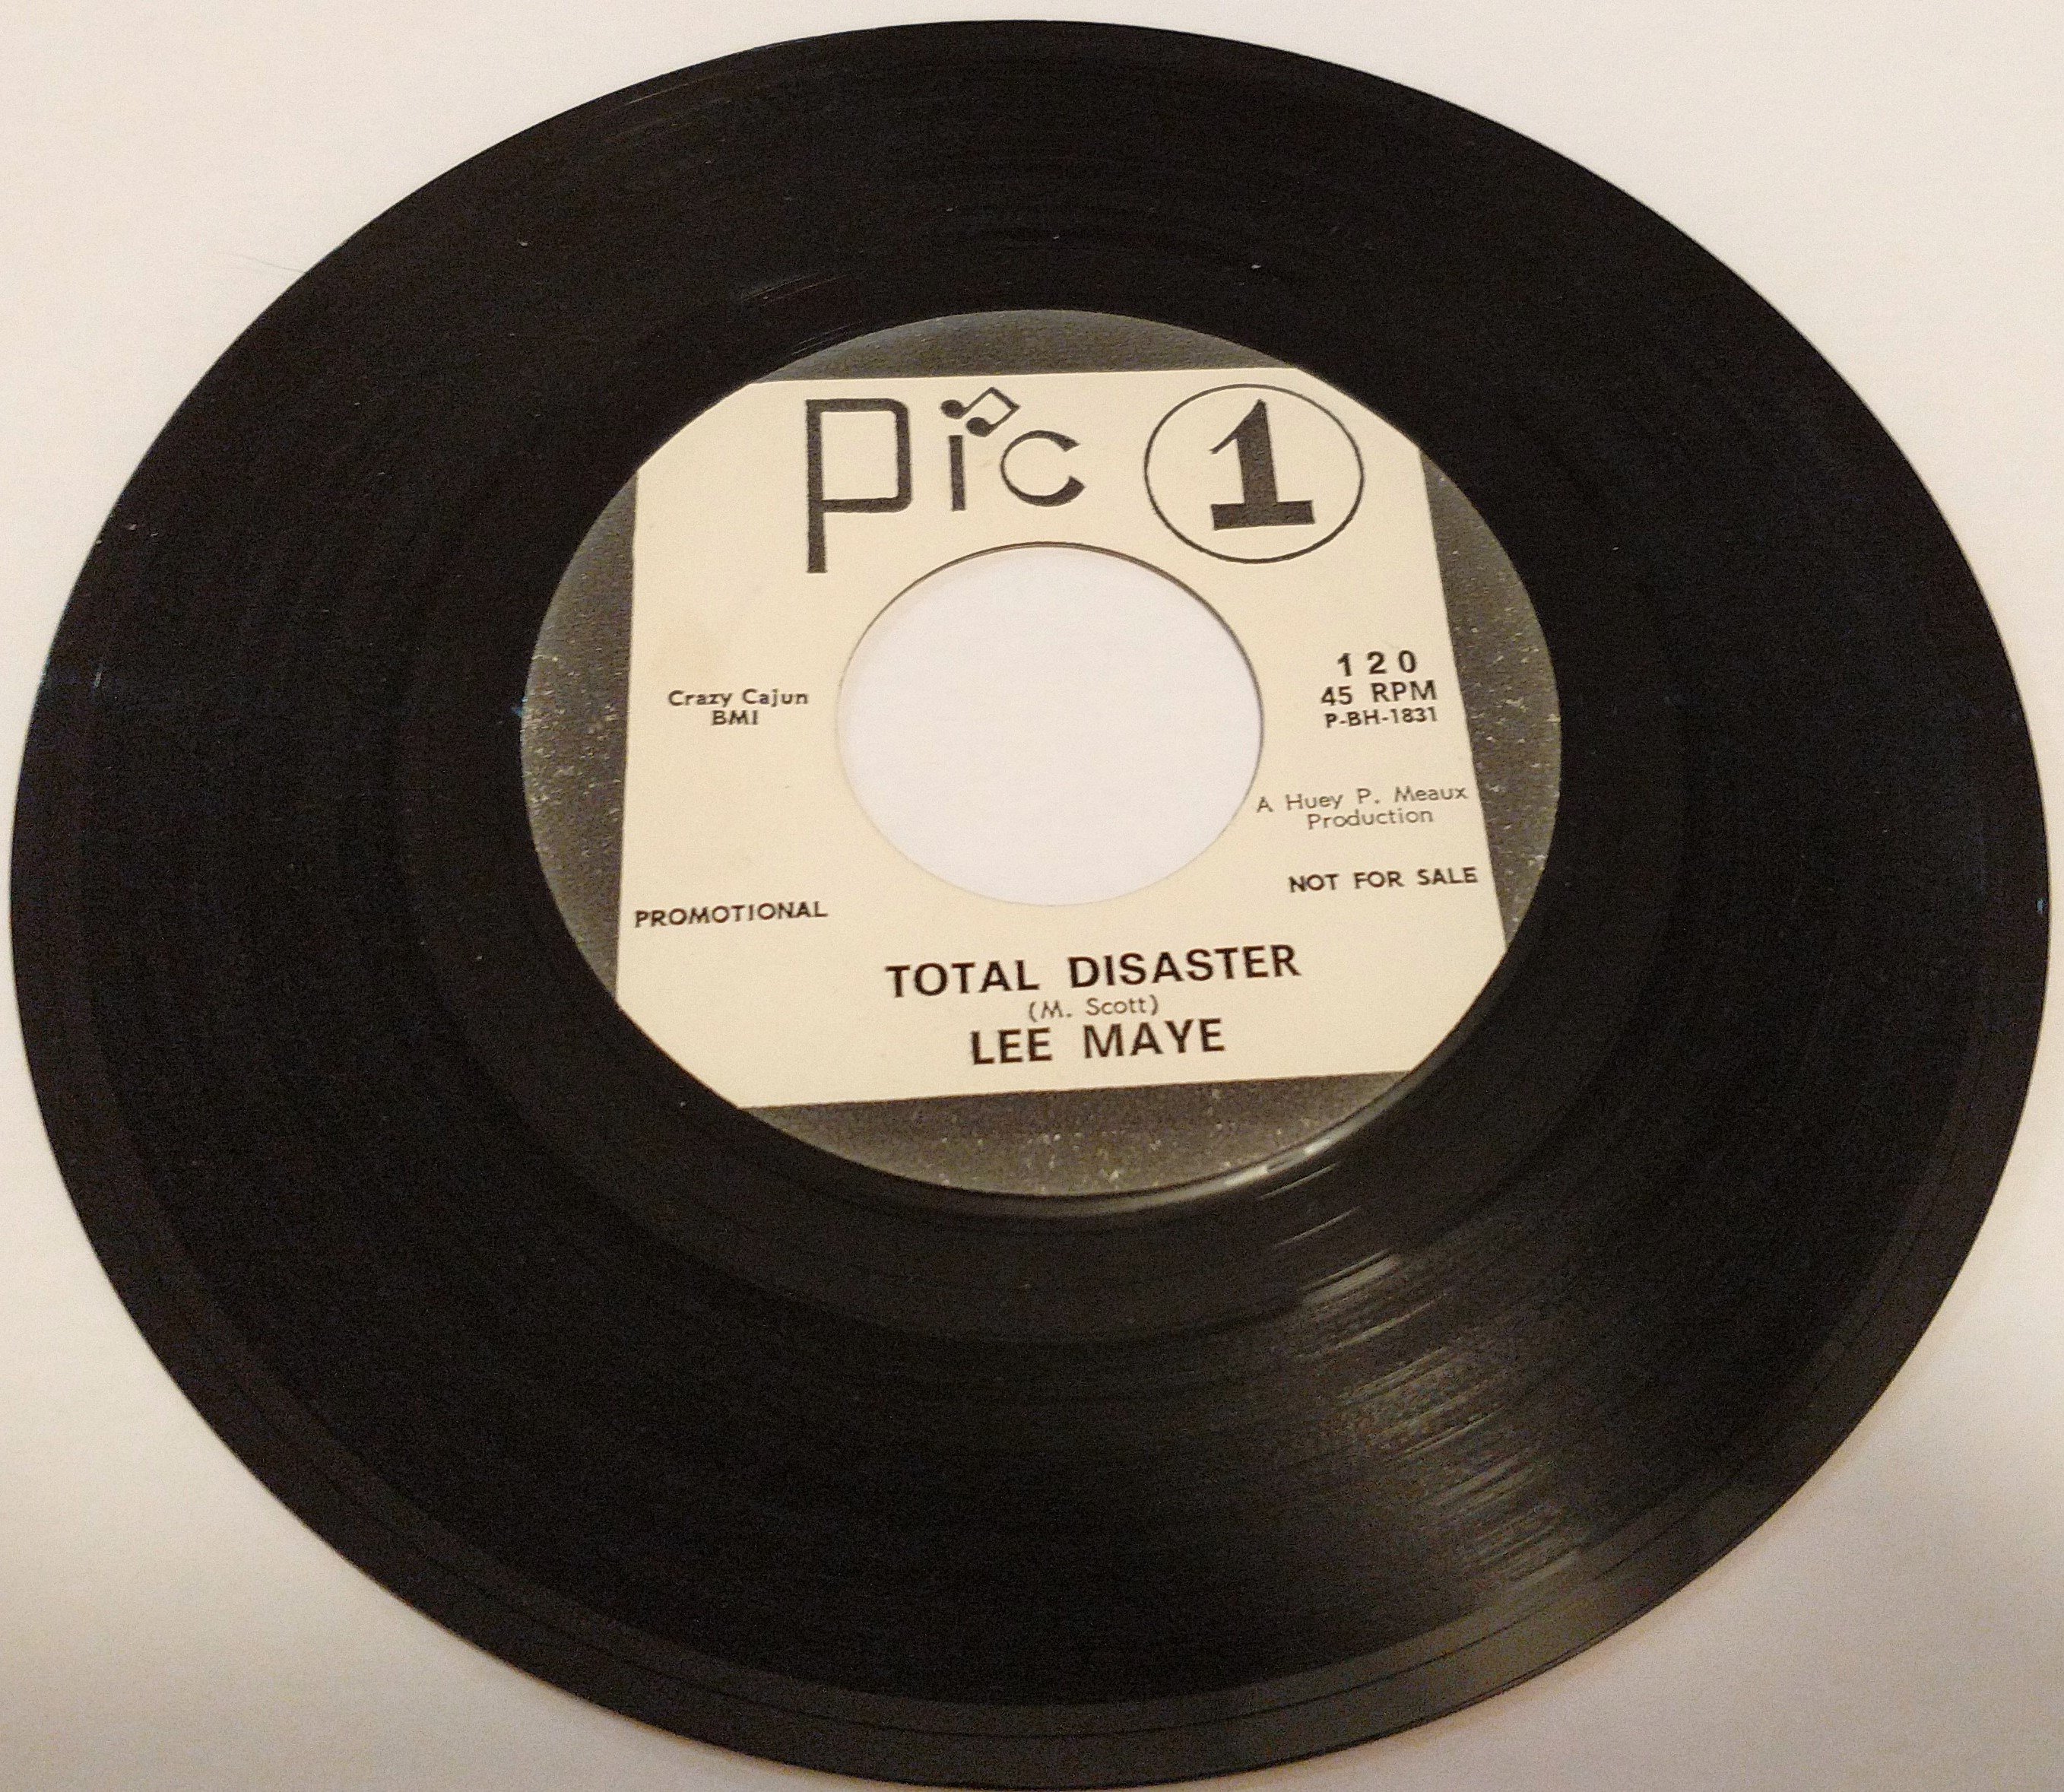 Pic 1
Crazy Cajun
BMI
120
45 RPM
P-BH-1831
A Huey P. Meaux
Production
NOT FOR SALE
PROMOTIONAL
TOTAL DISASTER
(M. Scott)
LEE MAYE